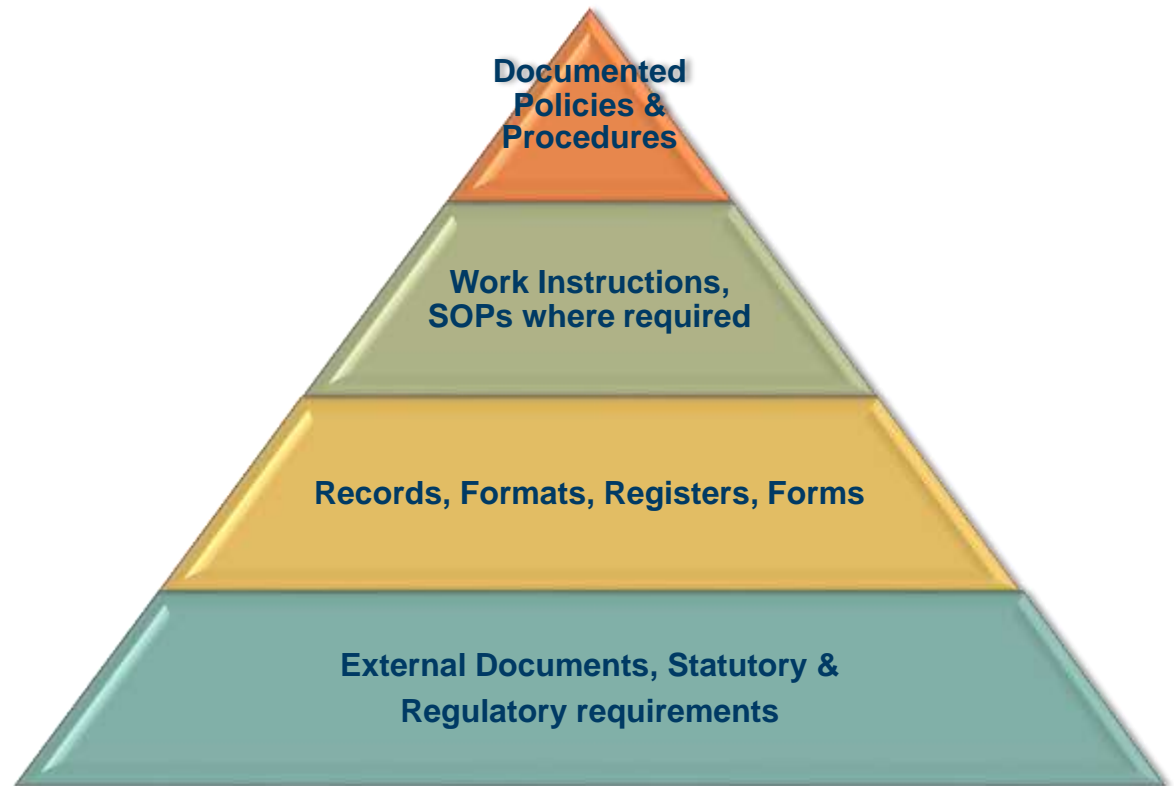 Documented
Policies &
Procedures
Work Instructions,
SOPs where required
Records, Formats, Registers, Forms
External Documents, Statutory &
Regulatory requirements